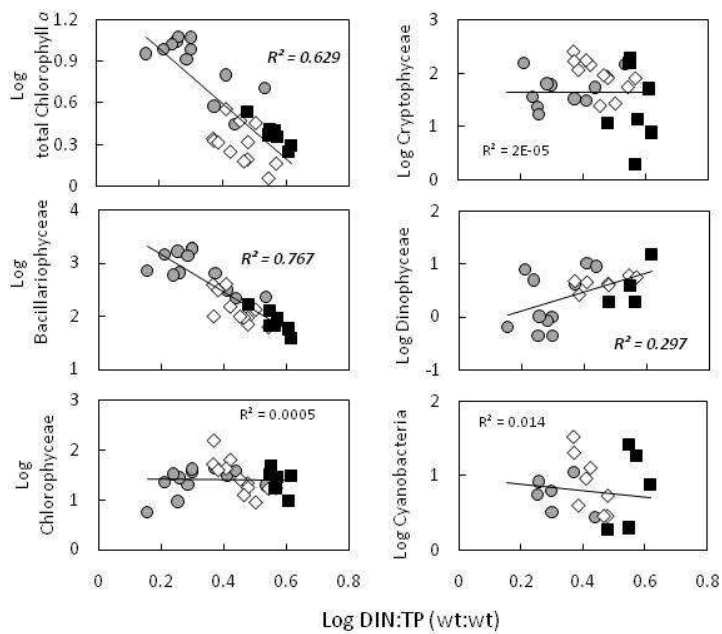 Log
total Chlorophyll a
1.2
0.9
0.6
0.3
0
R² = 0.629
Log Cryptophyceae
3
2
1
0
R² = 2E-05
Log
Bacillariophyceae
4
3
2
1
R² = 0.767
Log Dinophyceae
2
1
0
-1
R² = 0.297
Log
Chlorophyceae
3
2
1
0
R² = 0.0005
0 0.2 0.4 0.6 0.8
Log Cyanobacteria
2
1
0
R² = 0.014
0 0.2 0.4 0.6 0.8
Log DIN:TP (wt:wt)